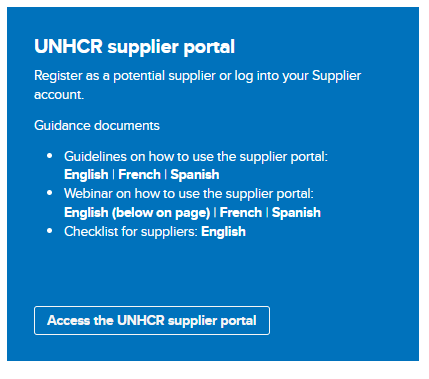 UNHCR supplier portal
Register as a potential supplier or log into your Supplier
account.
Guidance documents
• Guidelines on how to use the supplier portal:
English | French | Spanish
• Webinar on how to use the supplier portal:
English (below on page) | French | Spanish
• Checklist for suppliers: English
Access the UNHCR supplier portal